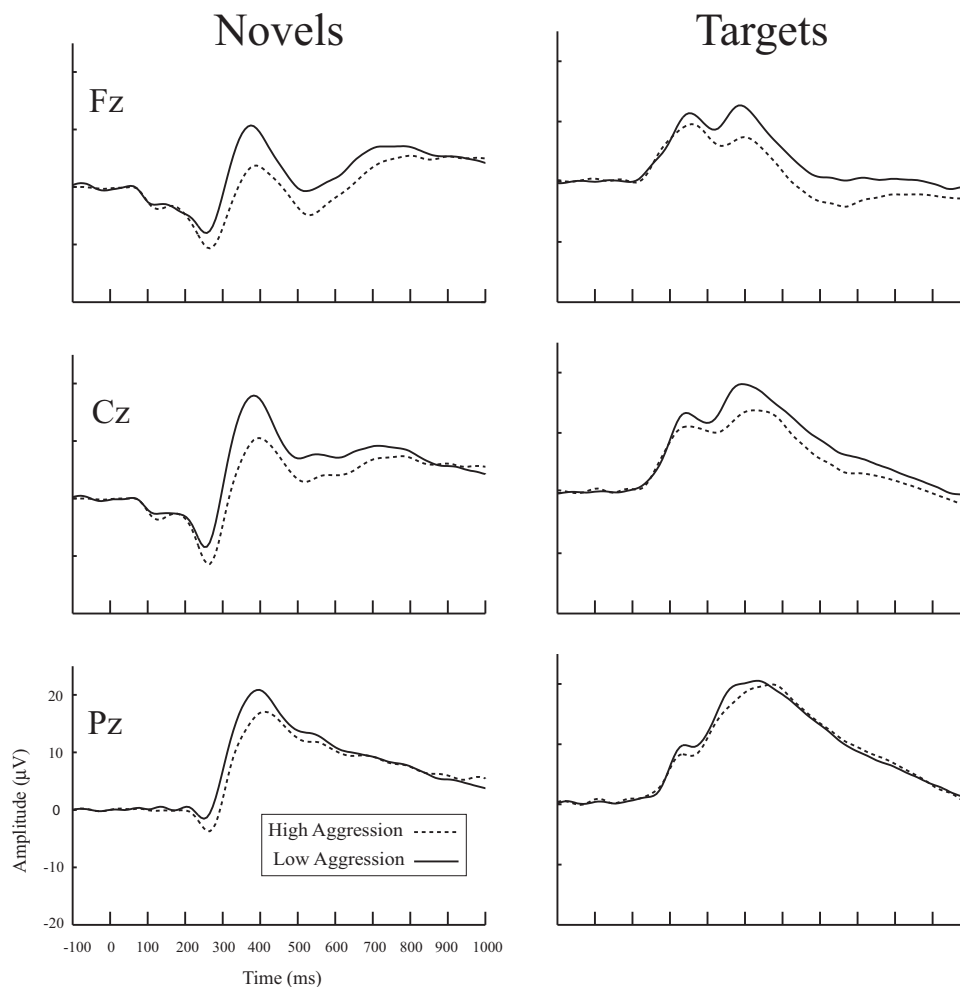 Novels
Targets
Fz
Cz
Pz
Amplitude (µV)
20
10
0
-10
-20
High Aggression
Low Aggression
-100 0 100 200 300 400 500 600 700 800 900 1000
Time (ms)